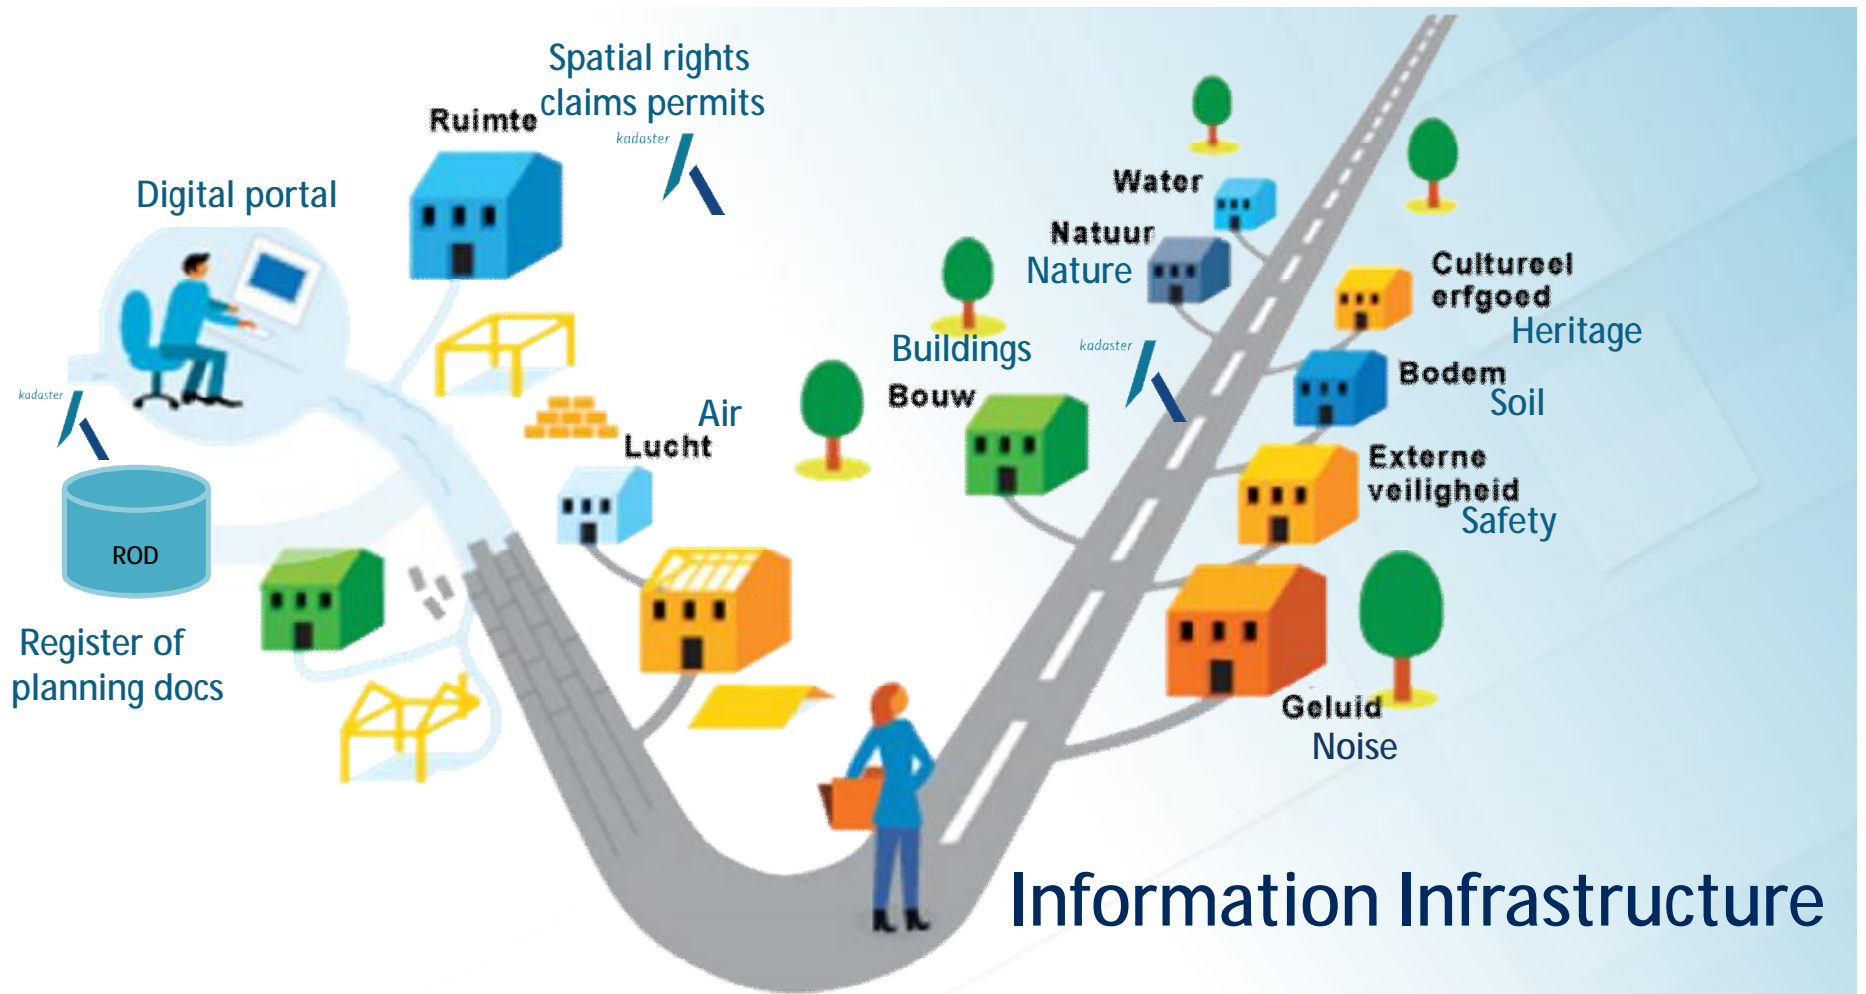 Spatial rights
claims permits
Ruimte
kadaster
Digital portal
kadaster
ROD
Register of
planning docs
Air
Lucht
Water
Natuur
Nature
Buildings
kadaster
Bouw
Cultureel
erfgoed
Heritage
Bodem
Soil
Externe
veiligheid
Safety
Geluid
Noise
Information Infrastructure